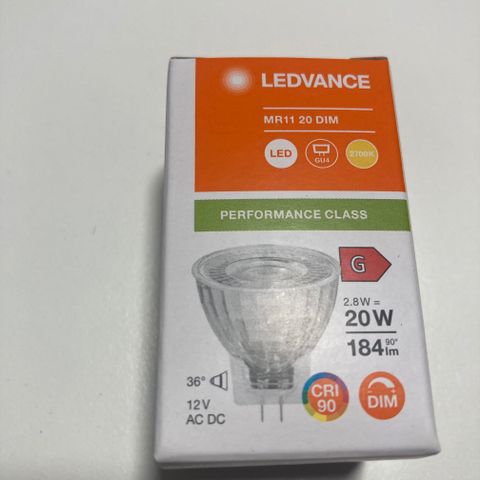 LEDVANCE
MR11 20 DIM
LED
GU4
2700K
PERFORMANCE CLASS
G
2.8W =
20W
184 90° lm
36°
12V
AC DC
CRI
90
DIM